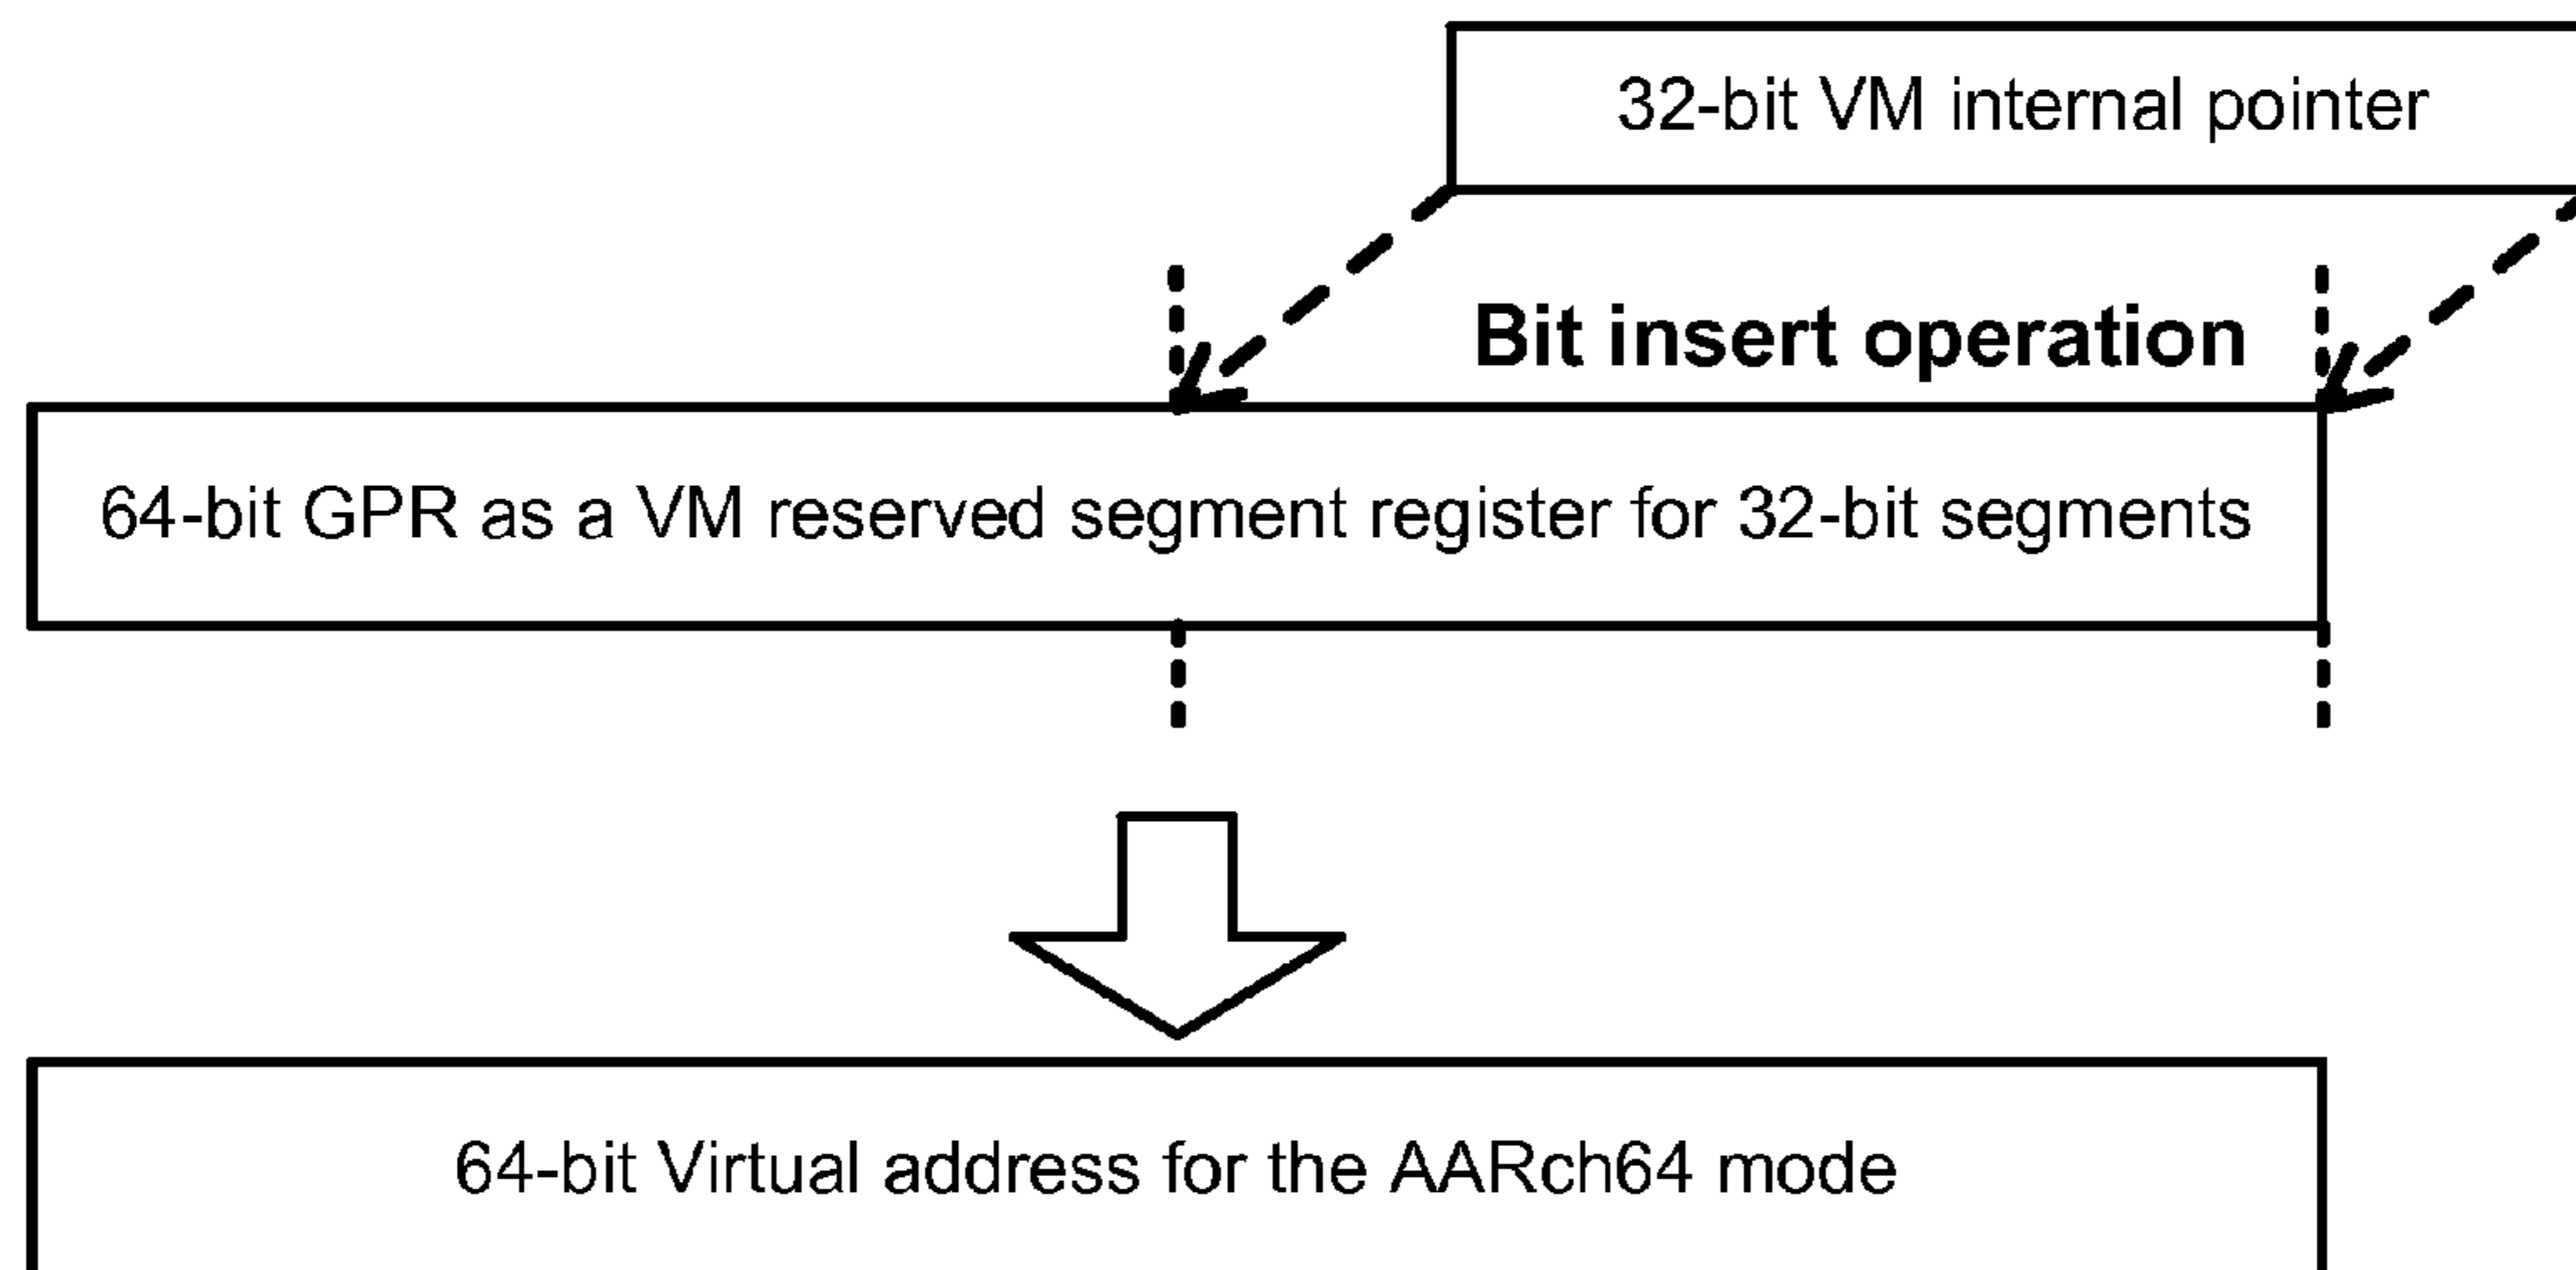 32-bit VM internal pointer
Bit insert operation
64-bit GPR as a VM reserved segment register for 32-bit segments
64-bit Virtual address for the AARch64 mode